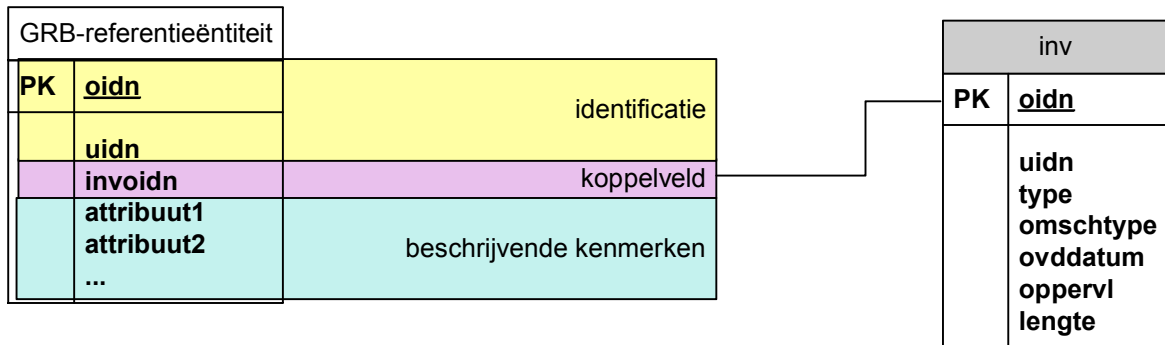 GRB-referentieëntiteit
PK oidn
identificatie
uidn
invoidn
koppelveld
attribuut1
attribuut2
beschrijvende kenmerken
...
inv
PK oidn
uidn
type
omschtype
ovddatum
oppervl
lengte